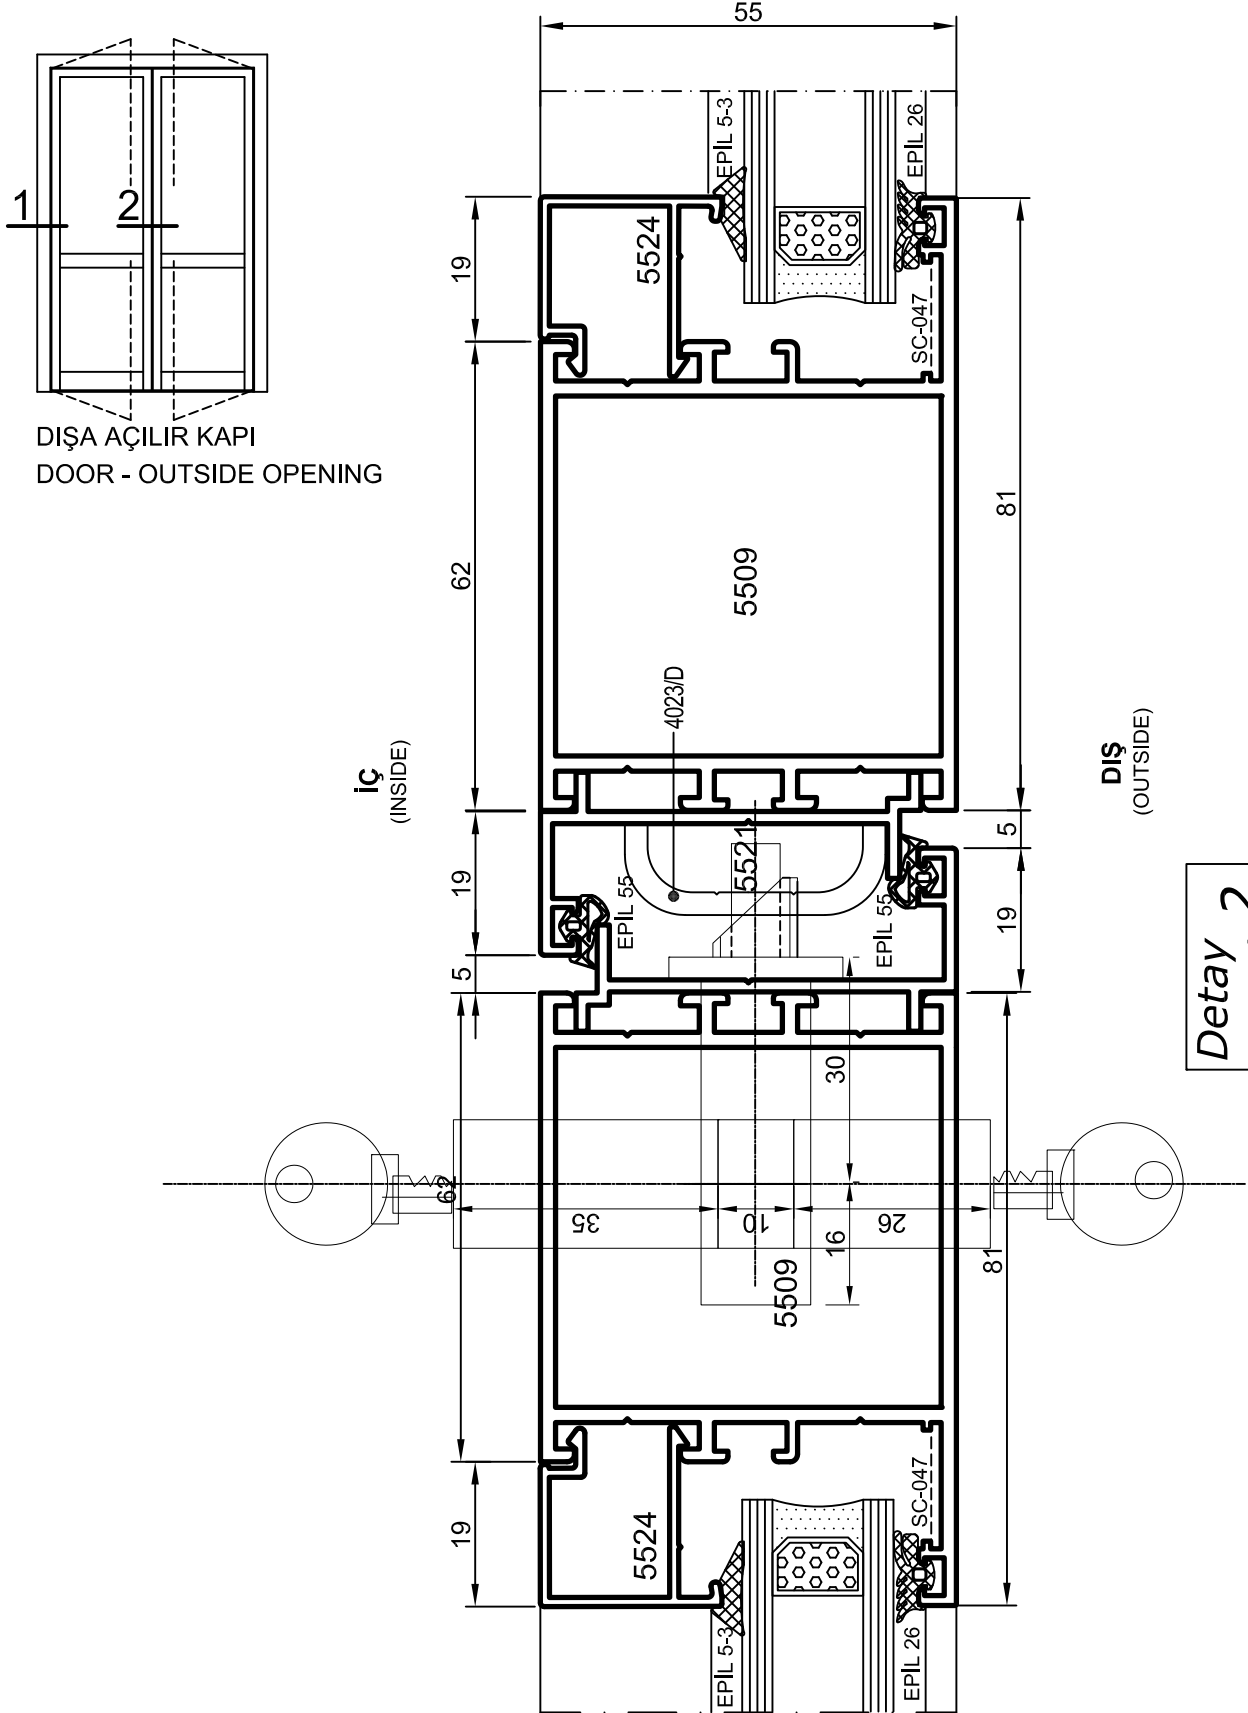 55
EPİL 5-3
EPİL 26
1
2
19
5524
SC-047
DIŞA AÇILIR KAPI
DOOR - OUTSIDE OPENING
81
62
5509
4023/D
İÇ
(INSIDE)
DIŞ
(OUTSIDE)
5
5521
19
EPİL 55
EPİL 55
19
5
Detay 2
30
62
35
10
26
16
81
5509
SC-047
19
5524
EPİL 5-3
EPİL 26